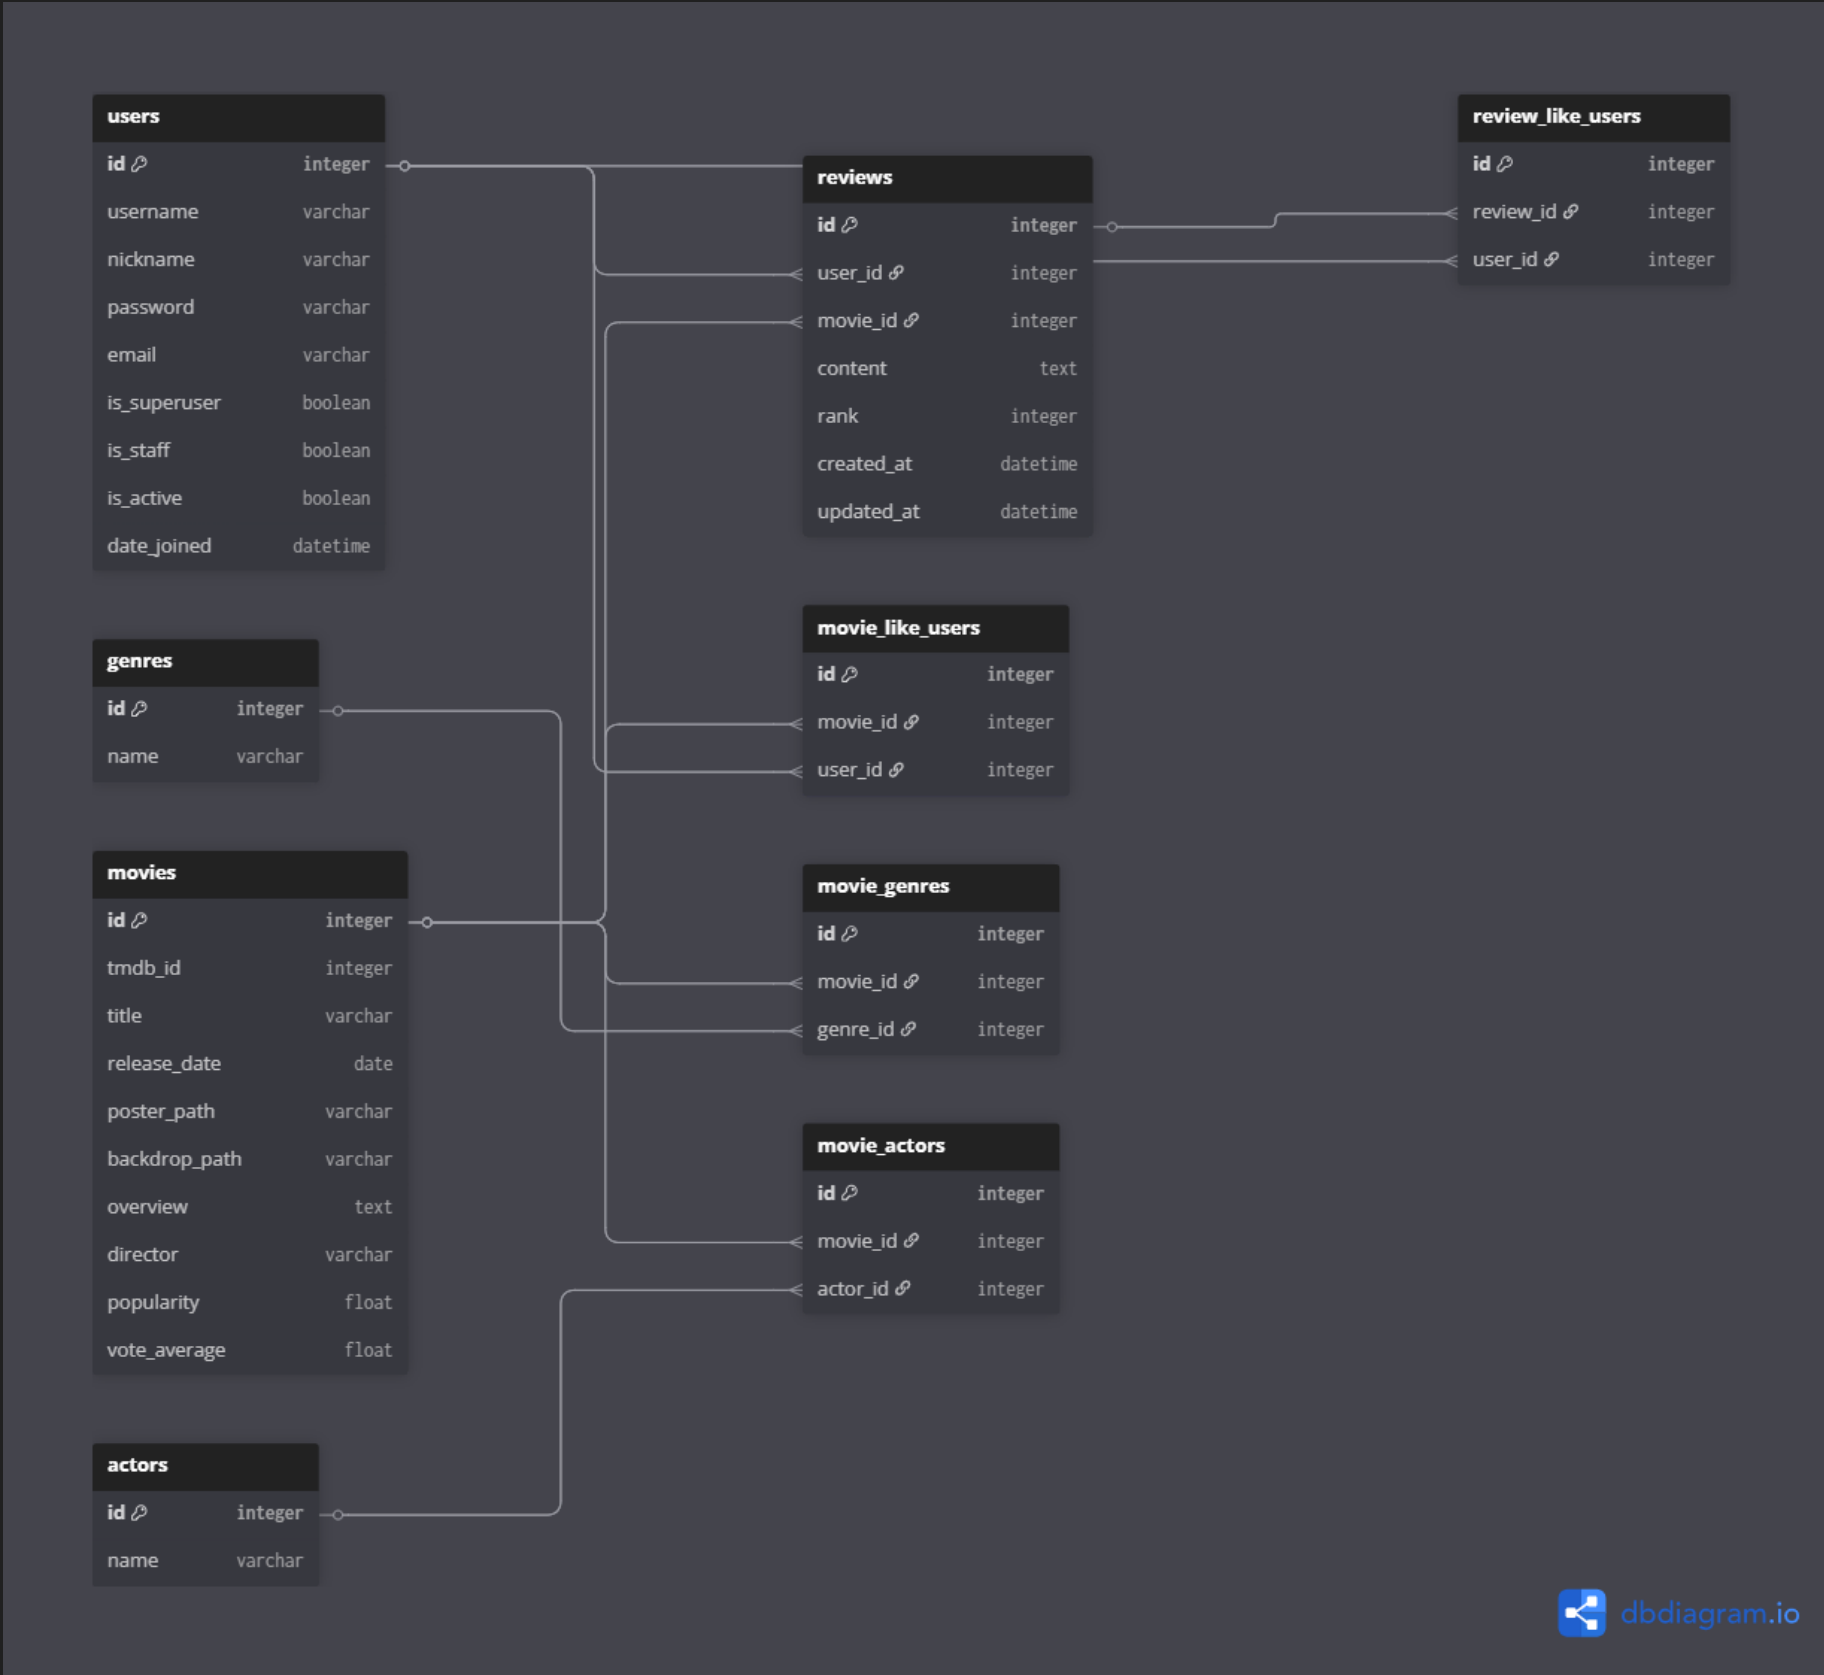 users
id integer
username varchar
nickname varchar
password varchar
email varchar
is_superuser boolean
is_staff boolean
is_active boolean
date_joined datetime
genres
id integer
name varchar
movies
id integer
tmdb_id integer
title varchar
release_date date
poster_path varchar
backdrop_path varchar
overview text
director varchar
popularity float
vote_average float
actors
id integer
name varchar
reviews
id integer
user_id integer
movie_id integer
content text
rank integer
created_at datetime
updated_at datetime
movie_like_users
id integer
movie_id integer
user_id integer
movie_genres
id integer
movie_id integer
genre_id integer
movie_actors
id integer
movie_id integer
actor_id integer
review_like_users
id integer
review_id integer
user_id integer
dbdiagram.io